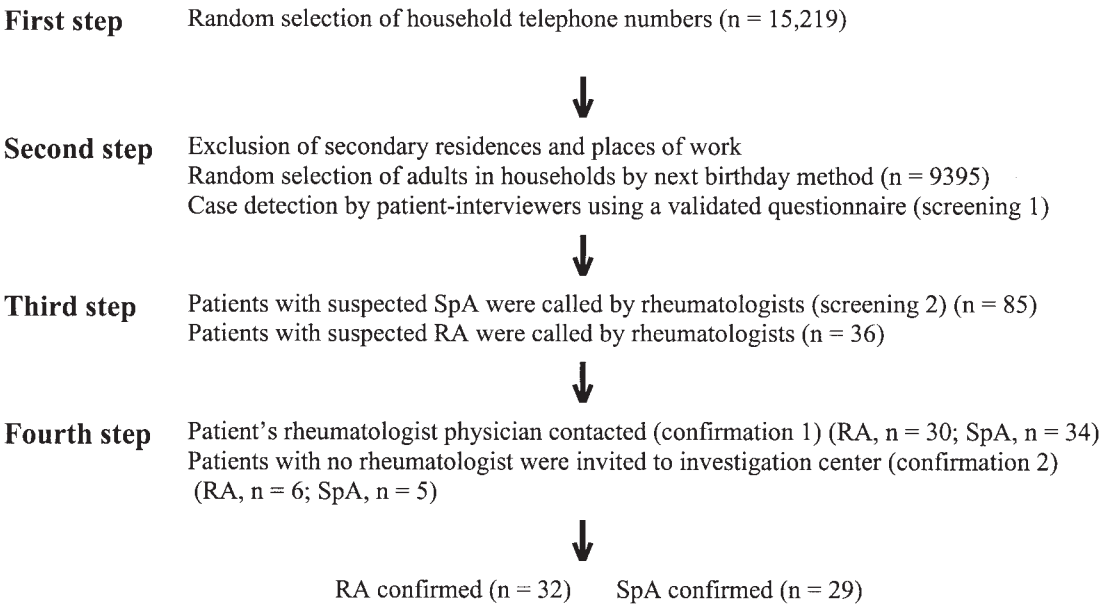 First step Random selection of household telephone numbers (n = 15,219)
Second step Exclusion of secondary residences and places of work
Random selection of adults in households by next birthday method (n = 9395)
Case detection by patient-interviewers using a validated questionnaire (screening 1)
Third step Patients with suspected SpA were called by rheumatologists (screening 2) (n = 85)
Patients with suspected RA were called by rheumatologists (n = 36)
Fourth step Patient's rheumatologist physician contacted (confirmation 1) (RA, n = 30; SpA, n = 34)
Patients with no rheumatologist were invited to investigation center (confirmation 2)
(RA, n = 6; SpA, n = 5)
RA confirmed (n = 32) SpA confirmed (n = 29)